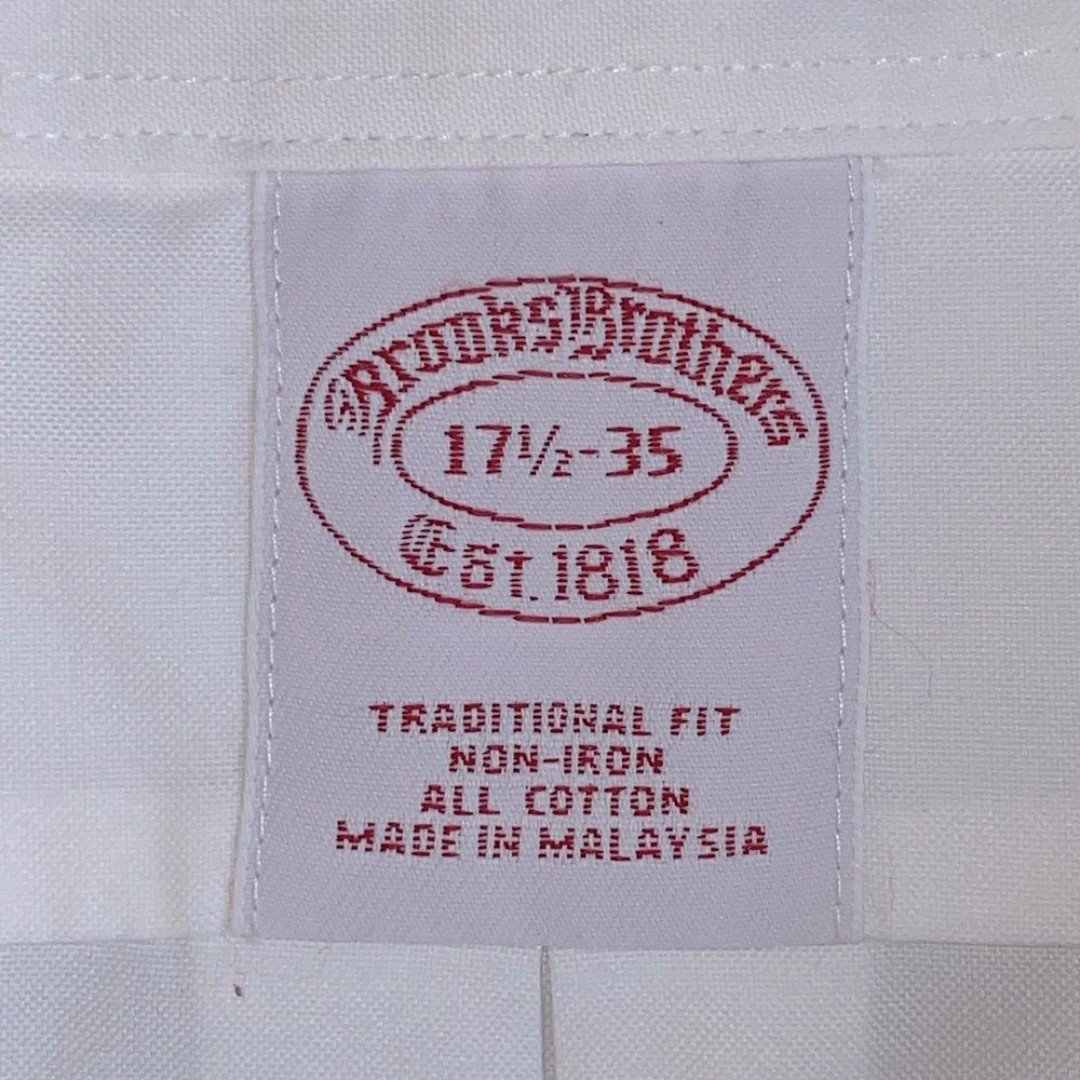 ®Brooks Brothers
17½-35
Est. 1818
TRADITIONAL FIT
NON-IRON
ALL COTTON
MADE IN MALAYSIA